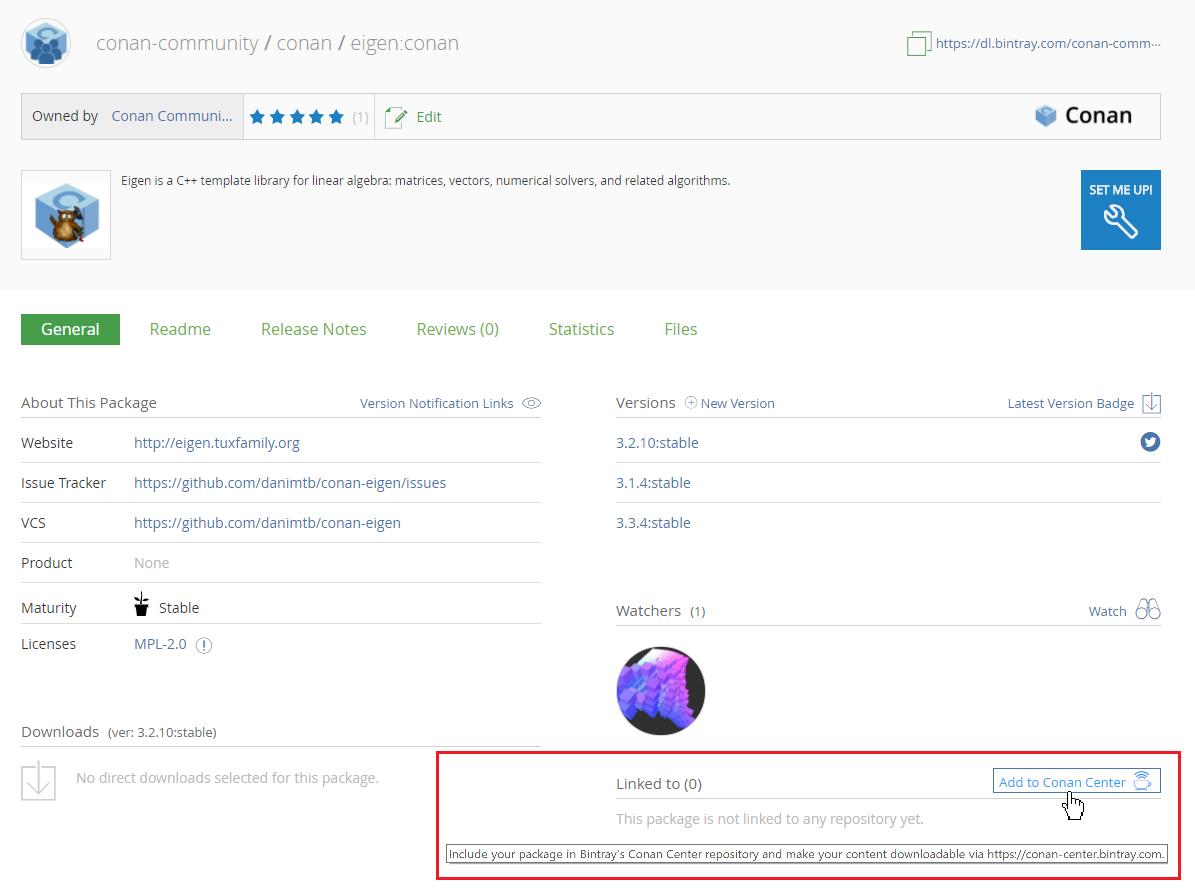 conan-community / conan / eigen:conan
https://dl.bintray.com/conan-comm...
Owned by Conan Communi... (1) Edit
Conan
Eigen is a C++ template library for linear algebra: matrices, vectors, numerical solvers, and related algorithms.
SET ME UP!
General Readme Release Notes Reviews (0) Statistics Files
About This Package Version Notification Links
Website http://eigen.tuxfamily.org
Issue Tracker https://github.com/danimtb/conan-eigen/issues
VCS https://github.com/danimtb/conan-eigen
Product None
Maturity Stable
Licenses MPL-2.0
Downloads (ver: 3.2.10:stable)
No direct downloads selected for this package.
Versions New Version Latest Version Badge
3.2.10:stable
3.1.4:stable
3.3.4:stable
Watchers (1) Watch
Linked to (0) Add to Conan Center
This package is not linked to any repository yet.
Include your package in Bintray's Conan Center repository and make your content downloadable via https://conan-center.bintray.com.